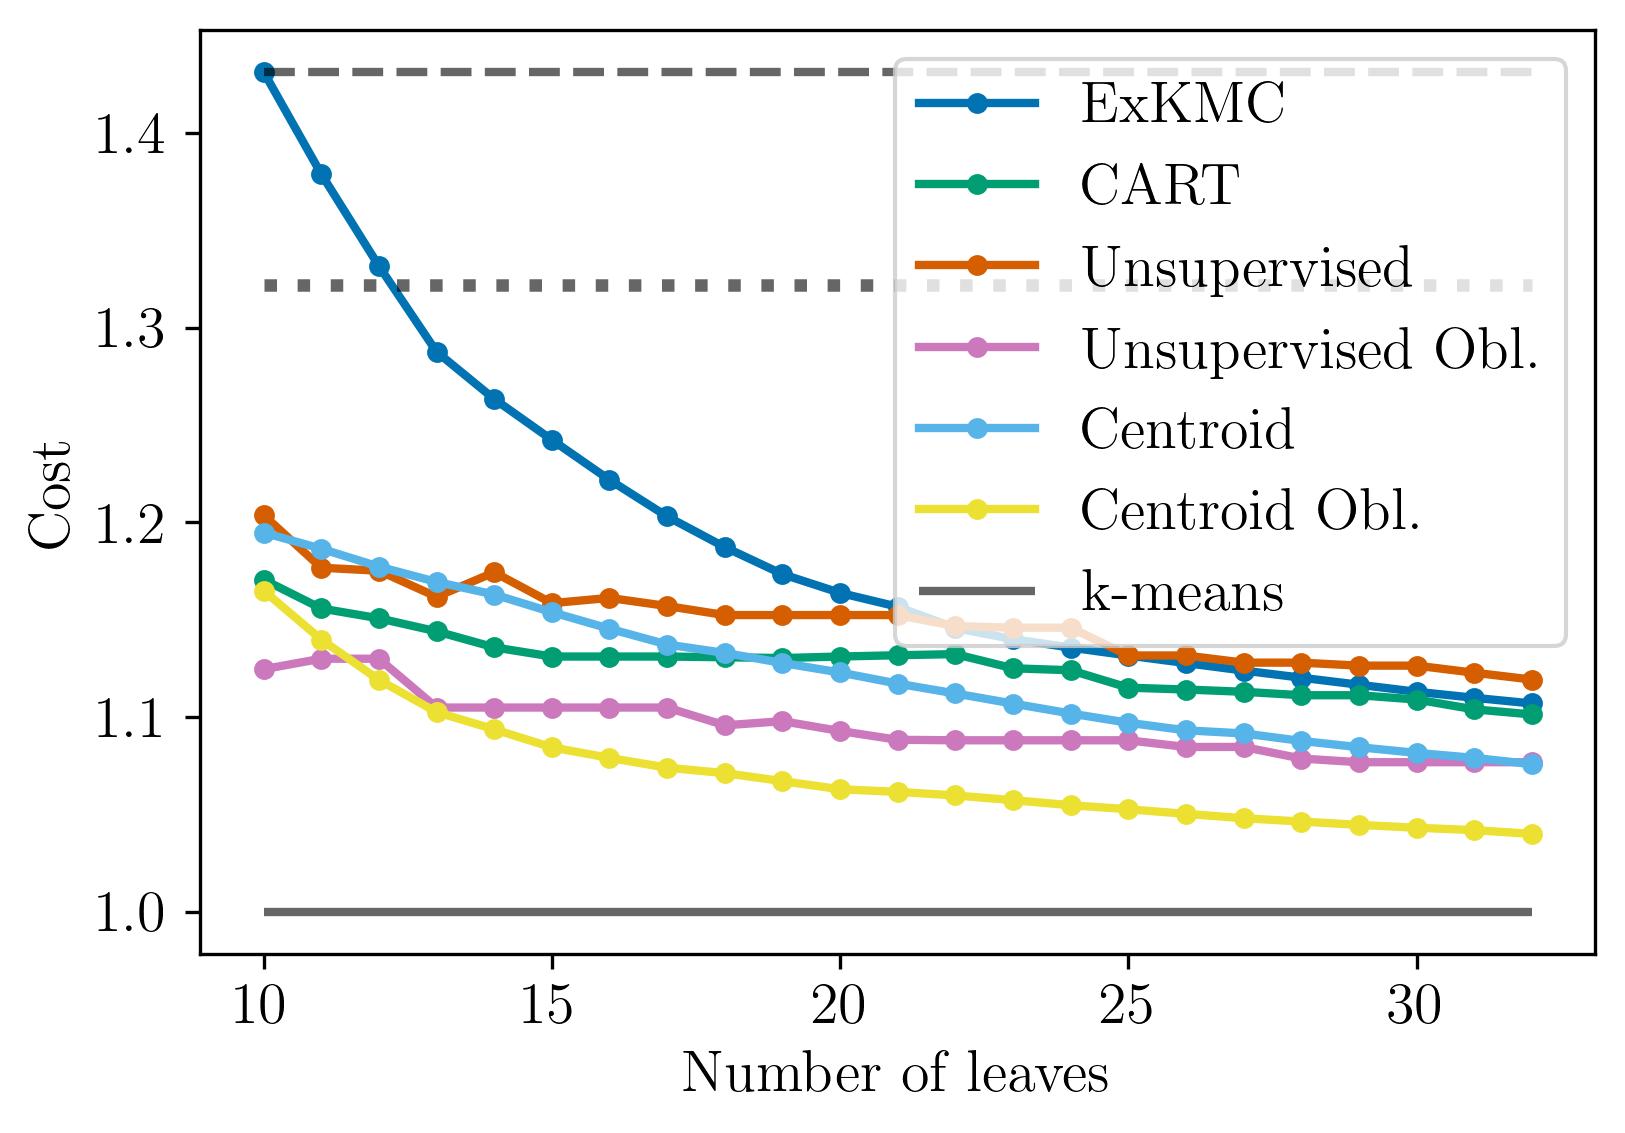 1.4
1.3
1.2
1.1
1.0
Cost
10
15
20
25
30
Number of leaves
ExKMC
CART
Unsupervised
Unsupervised Obl.
Centroid
Centroid Obl.
k-means